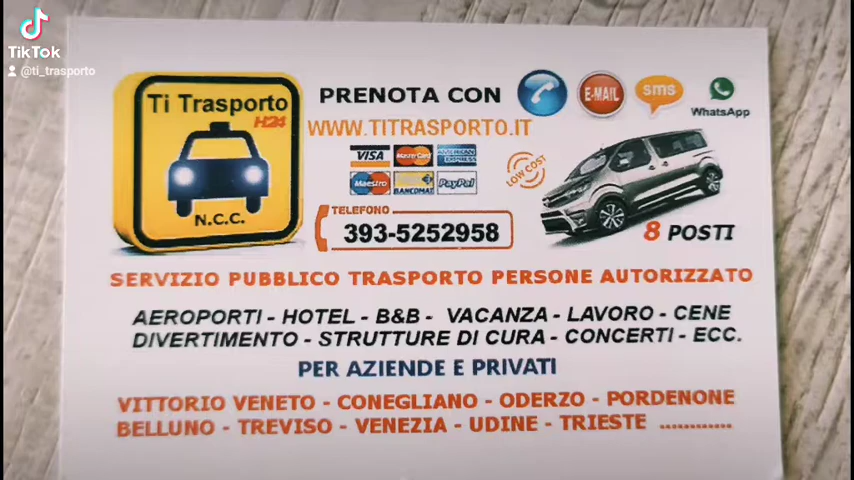 TikTok
@ti_trasporto
Ti Trasporto
H24
N.C.C.
PRENOTA CON
E-MAIL
sms
WhatsApp
WWW.TITRASPORTO.IT
VISA
MasterCard
AMERICAN EXPRESS
Maestro
BANCOMAT
PayPal
LOW COST
TELEFONO
393-5252958
8 POSTI
SERVIZIO PUBBLICO TRASPORTO PERSONE AUTORIZZATO
AEROPORTI - HOTEL - B&B - VACANZA - LAVORO - CENE
DIVERTIMENTO - STRUTTURE DI CURA - CONCERTI - ECC.
PER AZIENDE E PRIVATI
VITTORIO VENETO - CONEGLIANO - ODERZO - PORDENONE
BELLUNO - TREVISO - VENEZIA - UDINE - TRIESTE ............